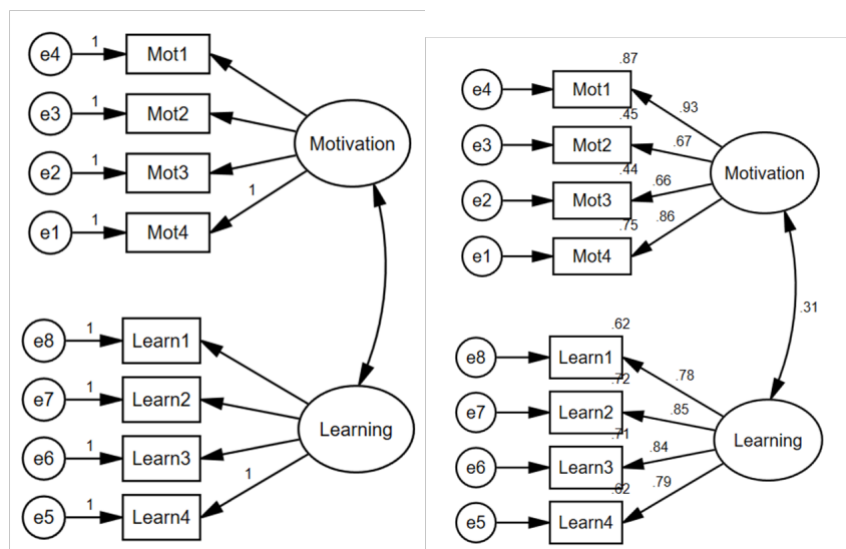 e4 1 Mot1
e3 1 Mot2
Motivation
e2 1 Mot3
1
e1 1 Mot4
e8 1 Learn1
e7 1 Learn2
Learning
e6 1 Learn3
1
e5 1 Learn4
.87
e4 Mot1 .93
.45
e3 Mot2 .67
Motivation
.44
e2 Mot3 .66
.75 .86
e1 Mot4
.31
.62
e8 Learn1 .78
.72
e7 Learn2 .85
Learning
.71
e6 Learn3 .84
.62 .79
e5 Learn4